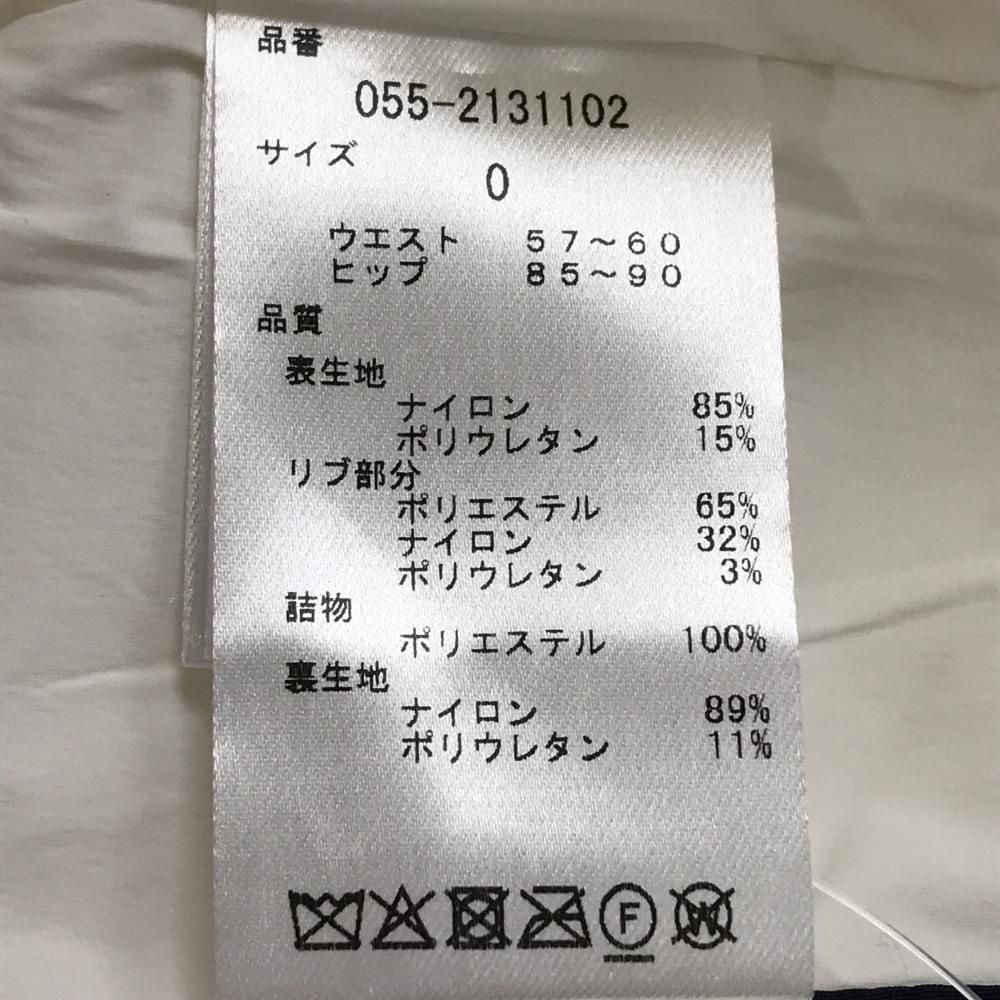 品番
055-2131102
サイズ
0
ウエスト 57～60
ヒップ 85～90
品質
表生地
ナイロン 85%
ポリウレタン 15%
リブ部分
ポリエステル 65%
ナイロン 32%
ポリウレタン 3%
詰物
ポリエステル 100%
裏生地
ナイロン 89%
ポリウレタン 11%
F W